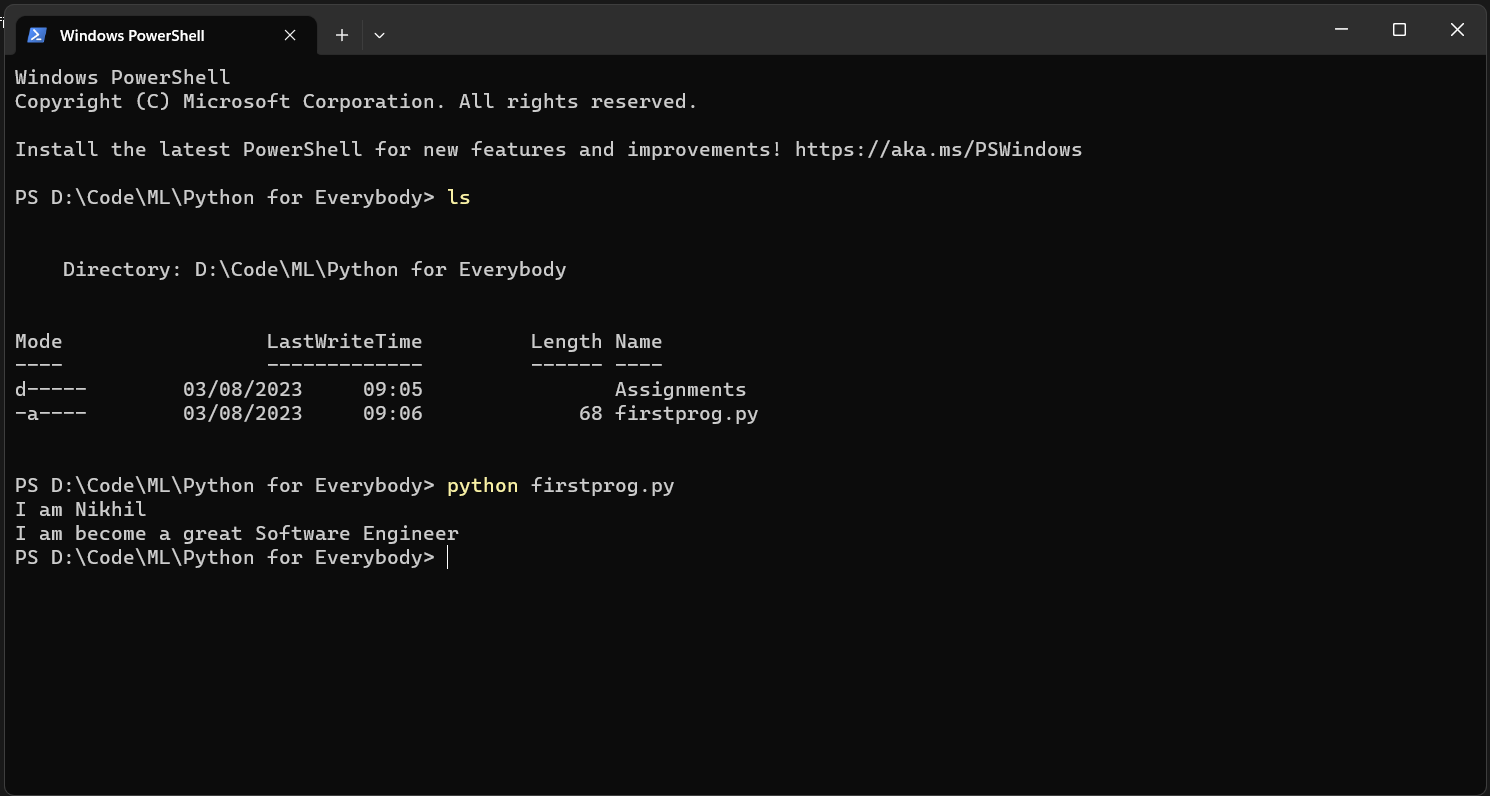 Windows PowerShell
Windows PowerShell
Copyright (C) Microsoft Corporation. All rights reserved.
Install the latest PowerShell for new features and improvements! https://aka.ms/PSWindows
PS D:\Code\ML\Python for Everybody> ls
Directory: D:\Code\ML\Python for Everybody
Mode                 LastWriteTime         Length Name
----                 -------------         ------ ----
d-----        03/08/2023     09:05                Assignments
-a----        03/08/2023     09:06             68 firstprog.py
PS D:\Code\ML\Python for Everybody> python firstprog.py
I am Nikhil
I am become a great Software Engineer
PS D:\Code\ML\Python for Everybody>